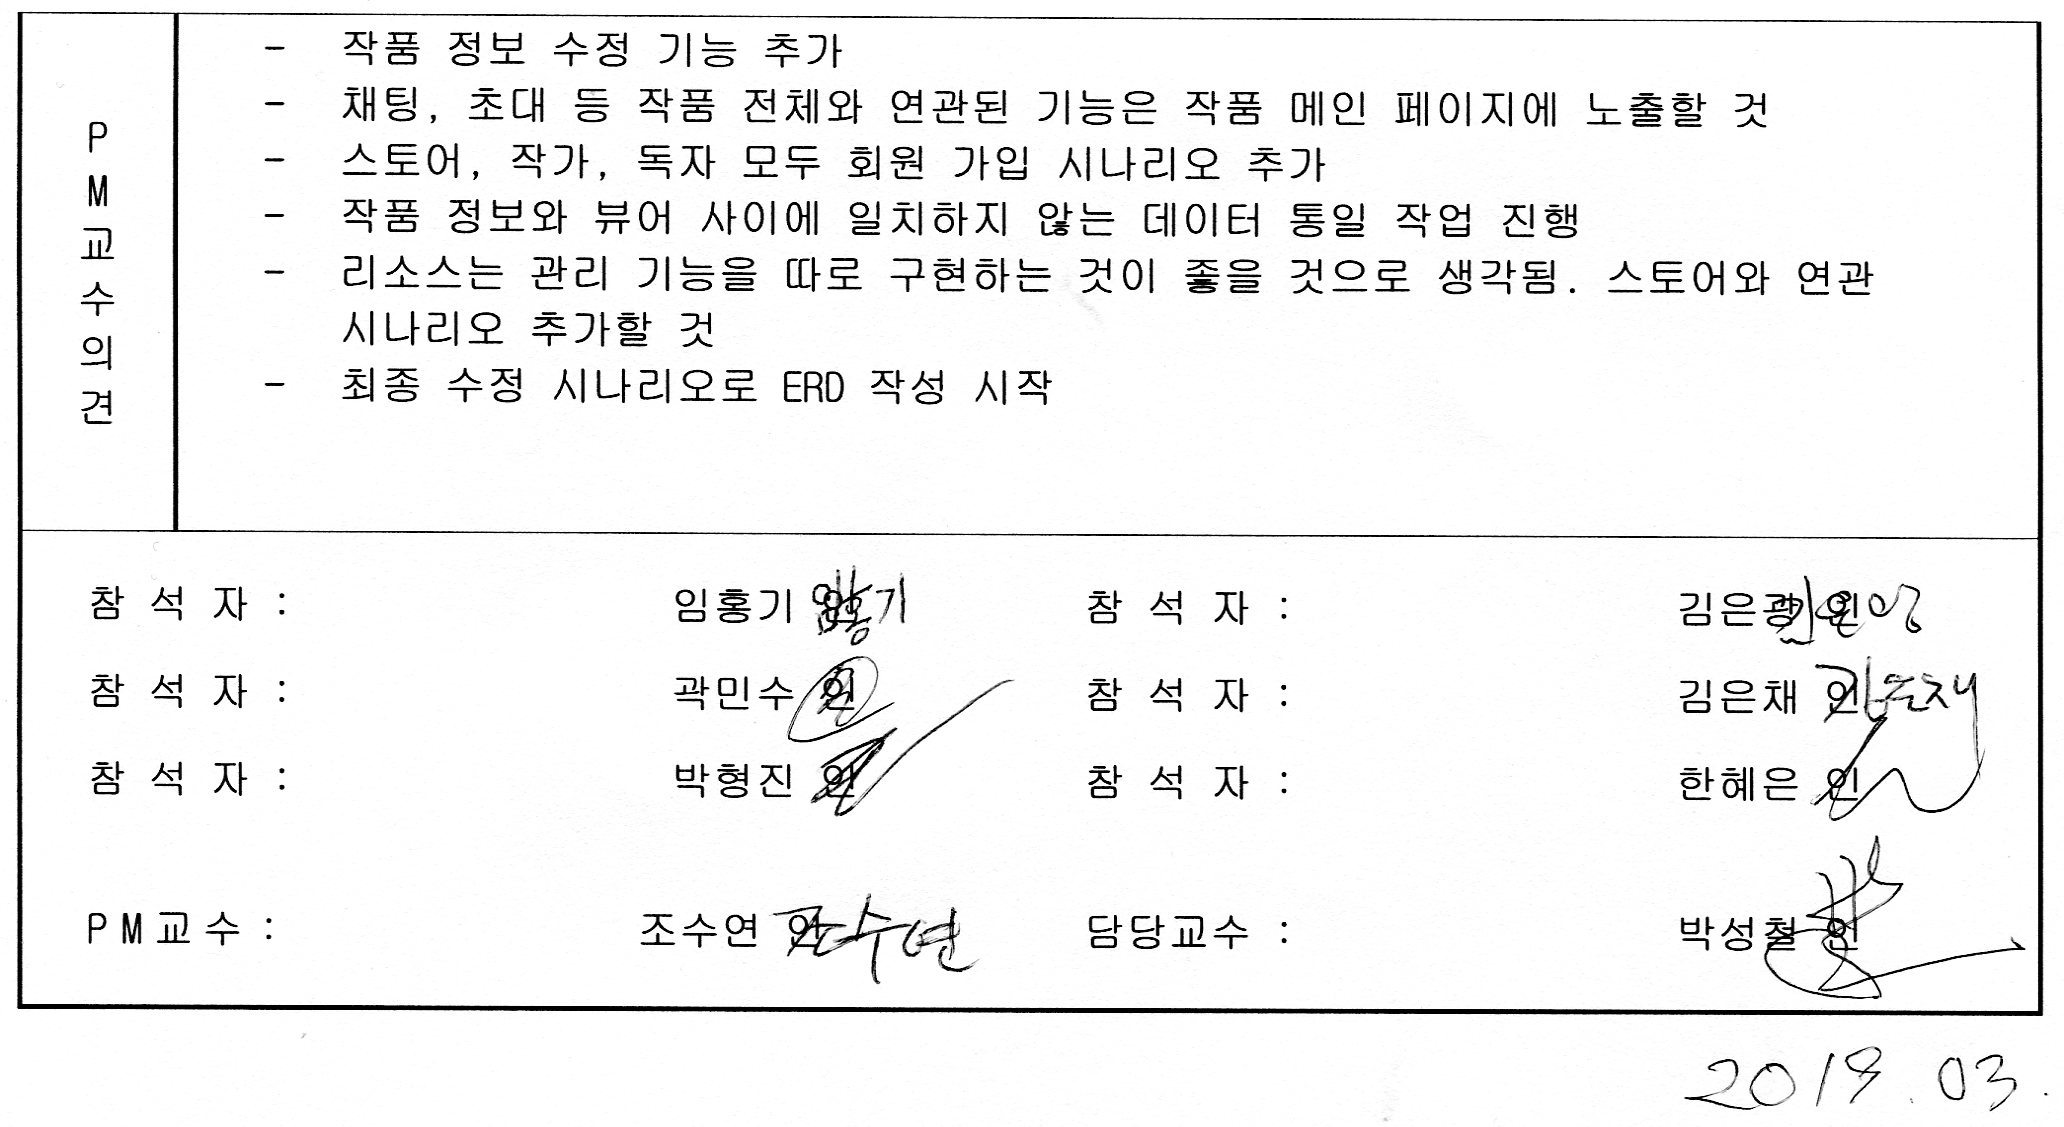 P
M
교
수
의
견
- 작품 정보 수정 기능 추가
- 채팅, 초대 등 작품 전체와 연관된 기능은 작품 메인 페이지에 노출할 것
- 스토어, 작가, 독자 모두 회원 가입 시나리오 추가
- 작품 정보와 뷰어 사이에 일치하지 않는 데이터 통일 작업 진행
- 리소스는 관리 기능을 따로 구현하는 것이 좋을 것으로 생각됨. 스토어와 연관
시나리오 추가할 것
- 최종 수정 시나리오로 ERD 작성 시작
참 석 자 : 임홍기 인 임홍기 참 석 자 : 김은광 인
참 석 자 : 곽민수 인 참 석 자 : 김은채 인 김은채
참 석 자 : 박형진 인 참 석 자 : 한혜은 인
PM교수 : 조수연 인 조수연 담당교수 : 박성철 인
2018.03.